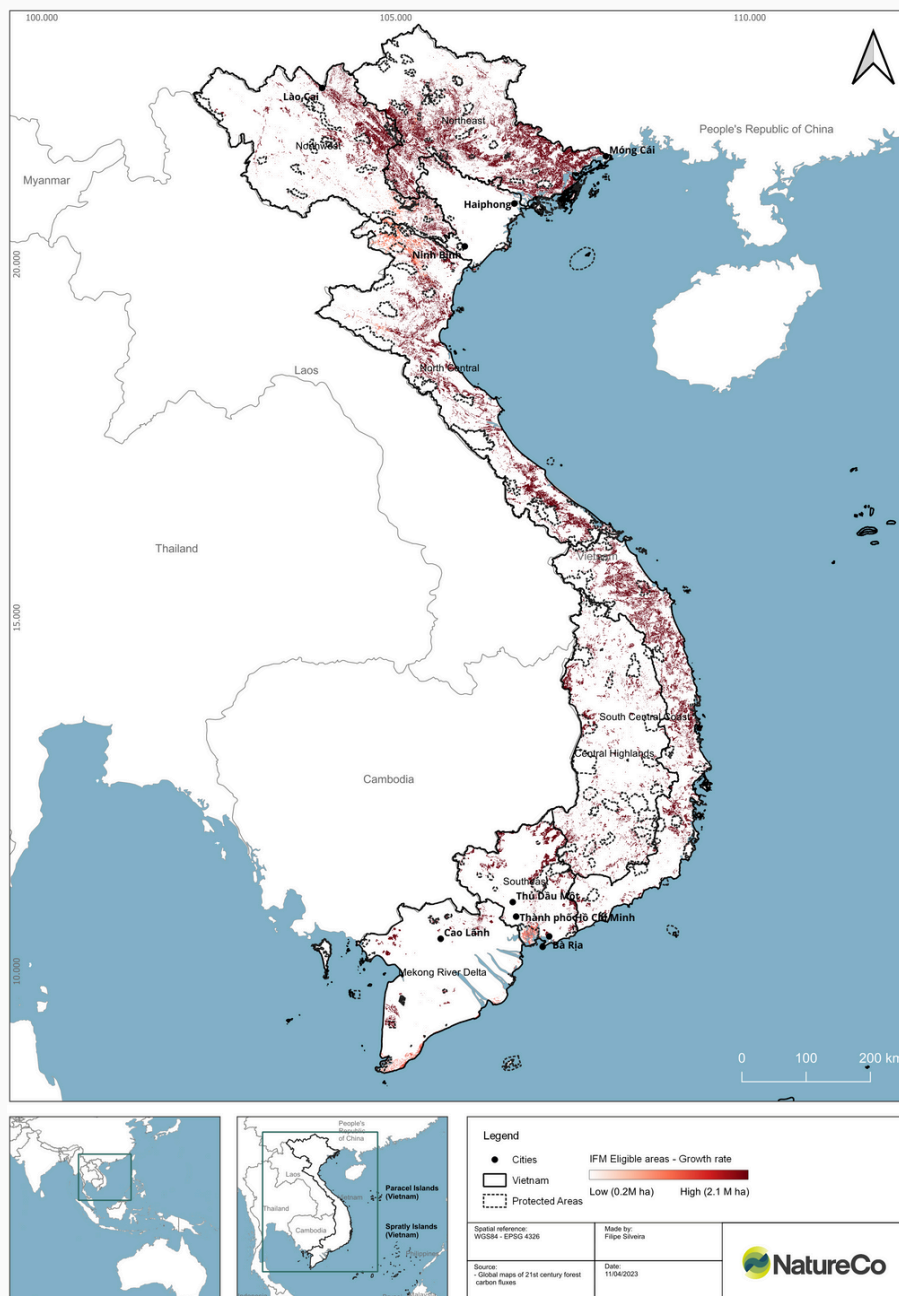 100.000
105.000
110.000
Lào Cai
Northeast
People's Republic of China
Northwest
Móng Cái
Myanmar
Haiphong
20.000
Ninh Bình
Laos
North Central
Thailand
Vietnam
15.000
South Central Coast
Central Highlands
Cambodia
Southeast
Thủ Dầu Một
Thành phố Hồ Chí Minh
Cao Lãnh
Bà Rịa
10.000
Mekong River Delta
0 100 200 km
People's
Republic
of China
Laos
Vietnam
Paracel Islands
(Vietnam)
Thailand
Cambodia
Spratly Islands
(Vietnam)
Philippines
Malaysia
Legend
Cities
Vietnam
Protected Areas
IFM Eligible areas - Growth rate
Low (0.2M ha) High (2.1 M ha)
Spatial reference:
WGS84 - EPSG 4326
Made by:
Filipe Silveira
Source:
- Global maps of 21st century forest
carbon fluxes
Date:
11/04/2023
NatureCo